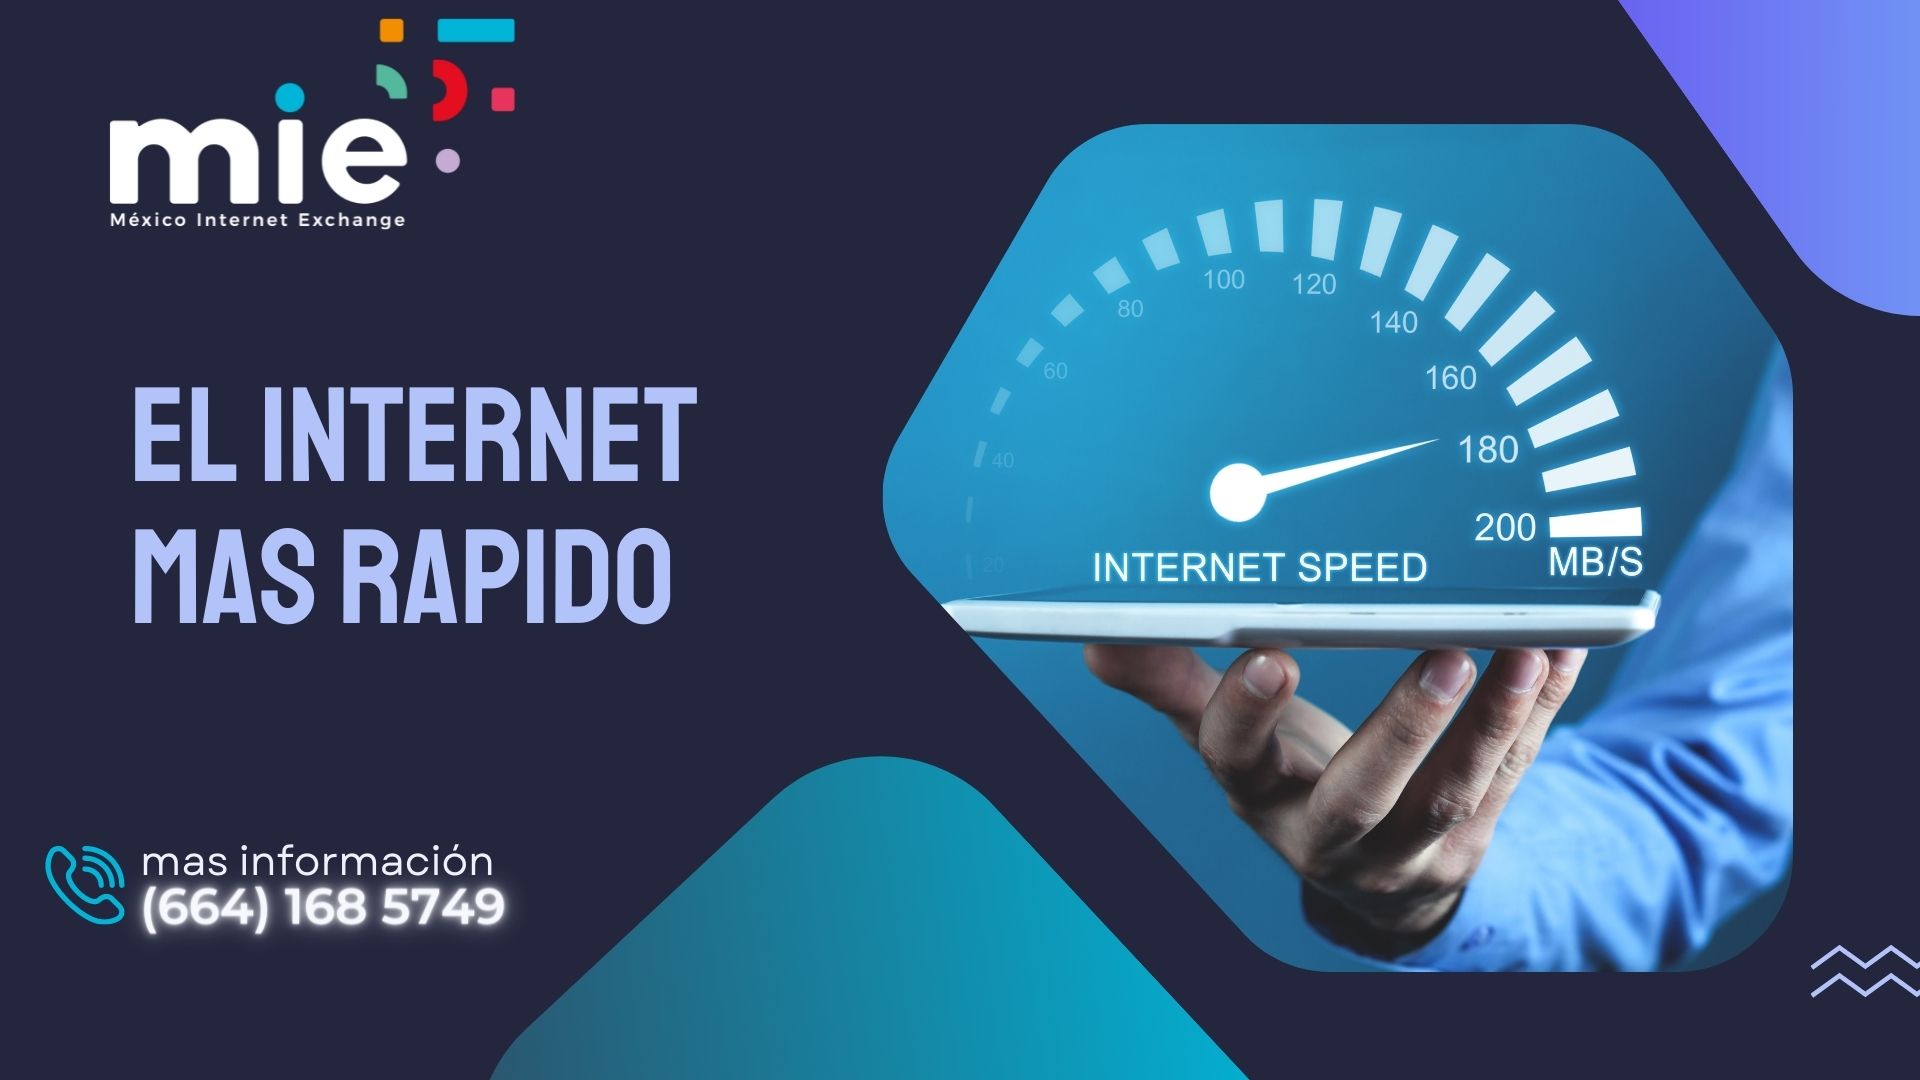 mie
México Internet Exchange
EL INTERNET
MAS RAPIDO
mas información
(664) 168 5749
20
40
60
80
100
120
140
160
180
200
MB/S
INTERNET SPEED